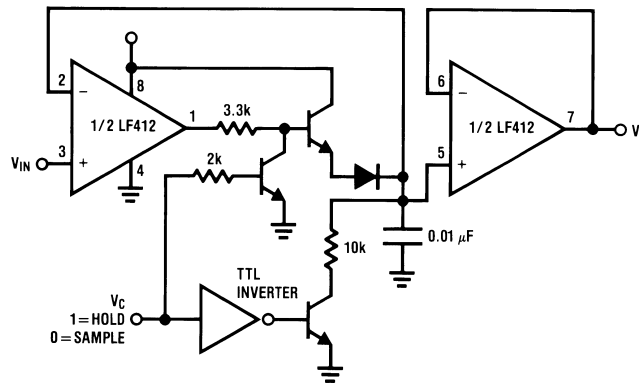 2
8
1/2 LF412
1
3.3k
V_IN
3
4
2k
6
1/2 LF412
7
V
5
10k
0.01 μF
TTL
INVERTER
V_C
1 = HOLD
0 = SAMPLE
−
+
−
+